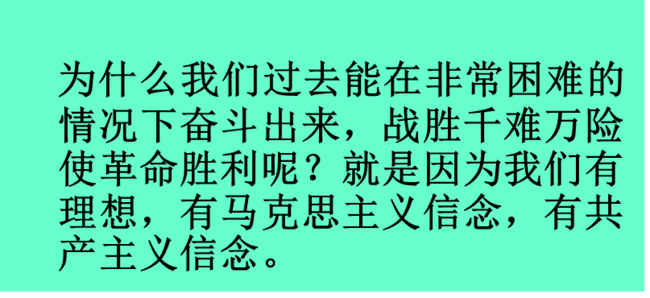 为什么我们过去能在非常困难的
情况下奋斗出来，战胜千难万险
使革命胜利呢？就是因为我们有
理想，有马克思主义信念，有共
产主义信念。